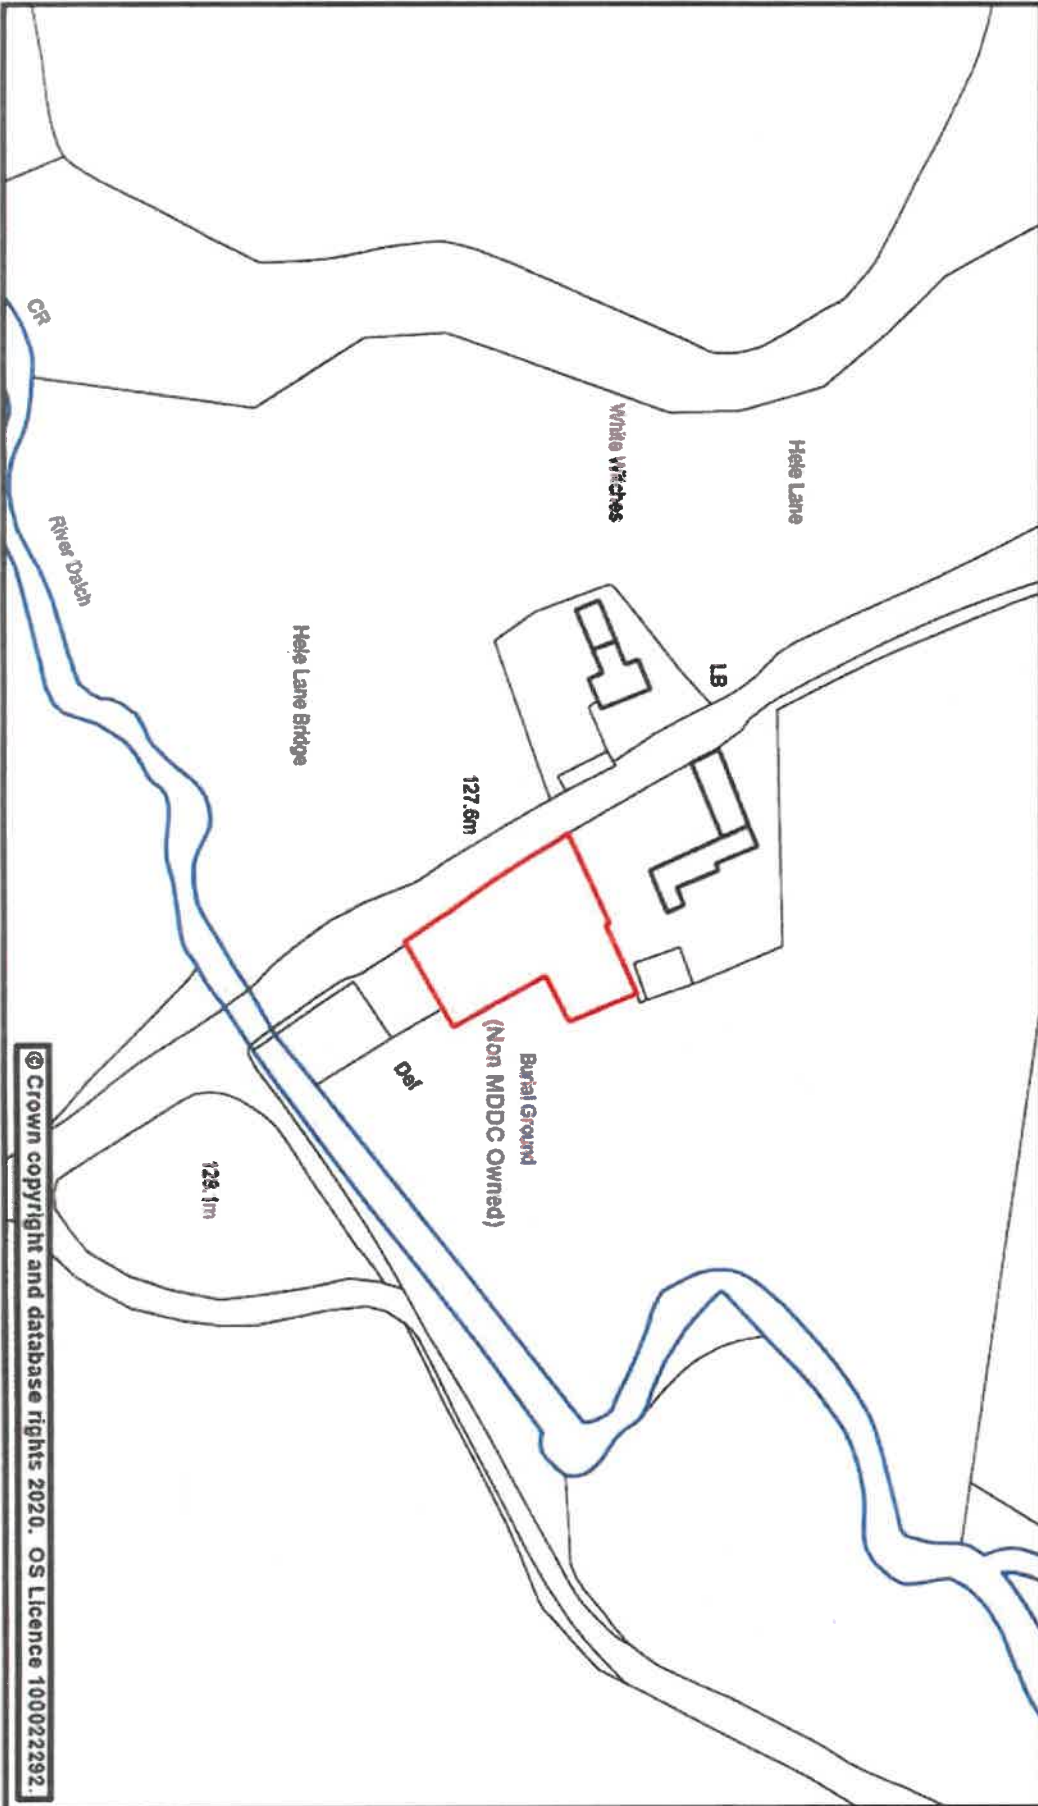 Hele Lane
White Witches
LB
127.6m
Hele Lane Bridge
River Dalch
CR
Burial Ground
(Non MDDC Owned)
Def
128.1m
© Crown copyright and database rights 2020. OS Licence 100022292.